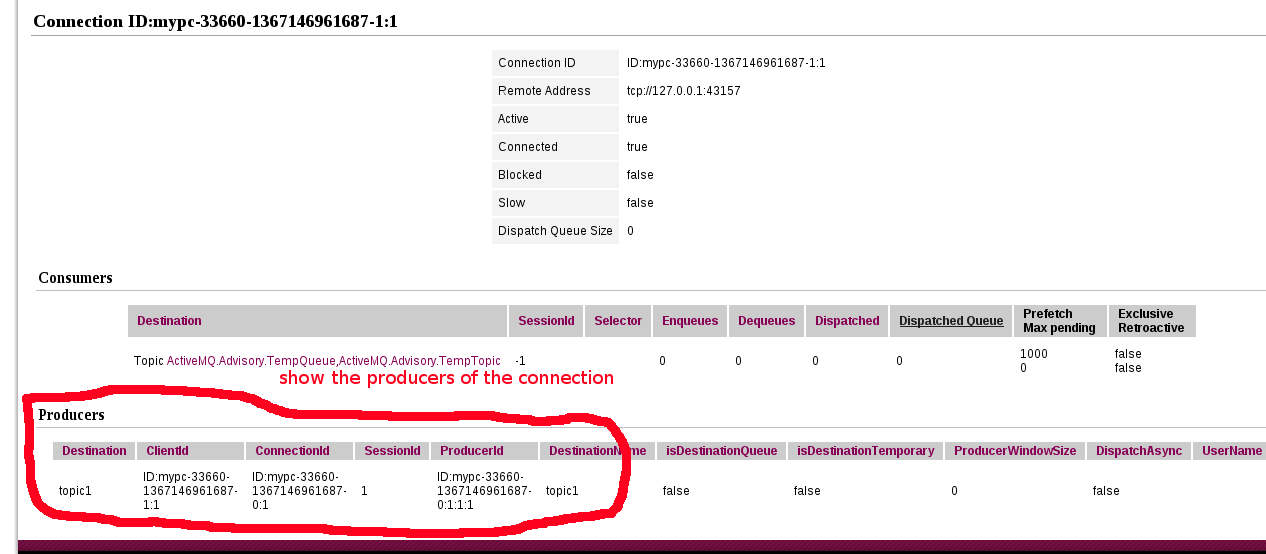 Connection ID:mypc-33660-1367146961687-1:1
Connection ID ID:mypc-33660-1367146961687-1:1
Remote Address tcp://127.0.0.1:43157
Active true
Connected true
Blocked false
Slow false
Dispatch Queue Size 0
Consumers
Destination SessionId Selector Enqueues Dequeues Dispatched Dispatched Queue Prefetch Exclusive
Max pending Retroactive
Topic ActiveMQ.Advisory.TempQueue,ActiveMQ.Advisory.TempTopic -1 0 0 0 0 1000 false
0 false
show the producers of the connection
Producers
Destination ClientId ConnectionId SessionId ProducerId DestinationName isDestinationQueue isDestinationTemporary ProducerWindowSize DispatchAsync UserName
ID:mypc-33660- ID:mypc-33660- ID:mypc-33660-
topic1 1367146961687- 1367146961687- 1 1367146961687- topic1 false false 0 false
1:1 0:1 0:1:1:1